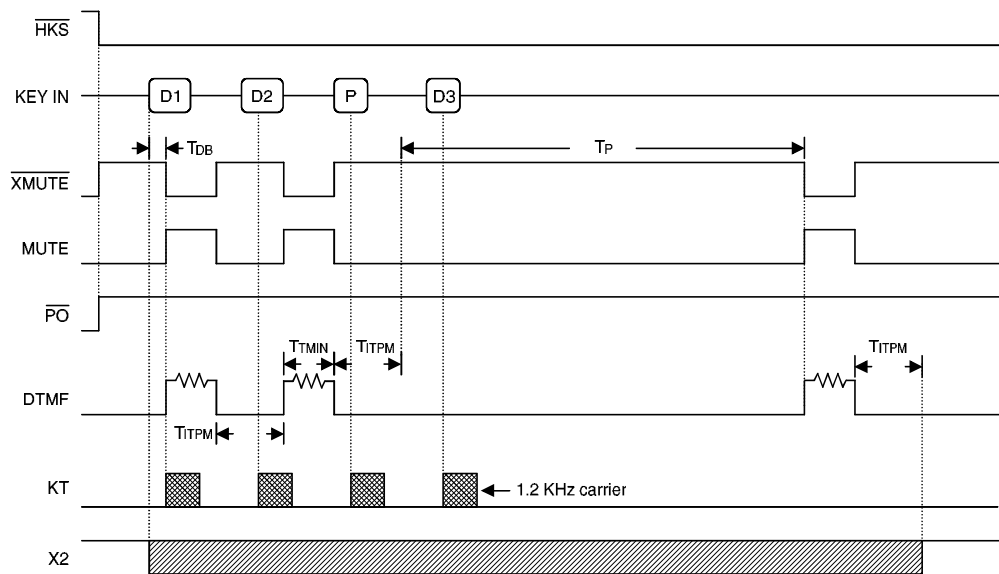 HKS
KEY IN D1 D2 P D3
TDB TP
XMUTE
MUTE
PO
TTMIN TITPM TITPM
DTMF
TITPM
KT 1.2 KHz carrier
X2